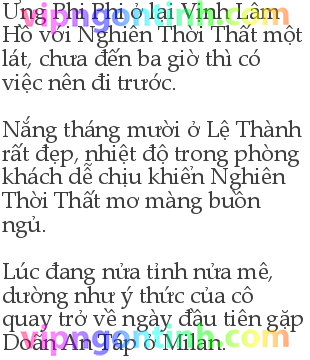 Ưng Phi Phi ở lại Vịnh Lâm
Hồ với Nghiên Thời Thất một
lát, chưa đến ba giờ thì có
việc nên đi trước.
Nắng tháng mười ở Lệ Thành
rất đẹp, nhiệt độ trong phòng
khách dễ chịu khiến Nghiên
Thời Thất mơ màng buồn
ngủ.
Lúc đang nửa tỉnh nửa mê,
dường như ý thức của cô
quay trở về ngày đầu tiên gặp
Doãn An Táp ở Milan.
vipngontinh.com
vipngontinh.com